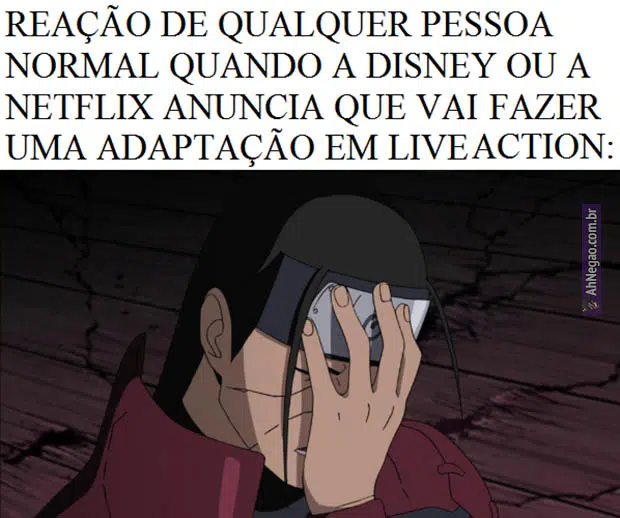 REAÇÃO DE QUALQUER PESSOA
NORMAL QUANDO A DISNEY OU A
NETFLIX ANUNCIA QUE VAI FAZER
UMA ADAPTAÇÃO EM LIVE ACTION:
AhNegao.com.br